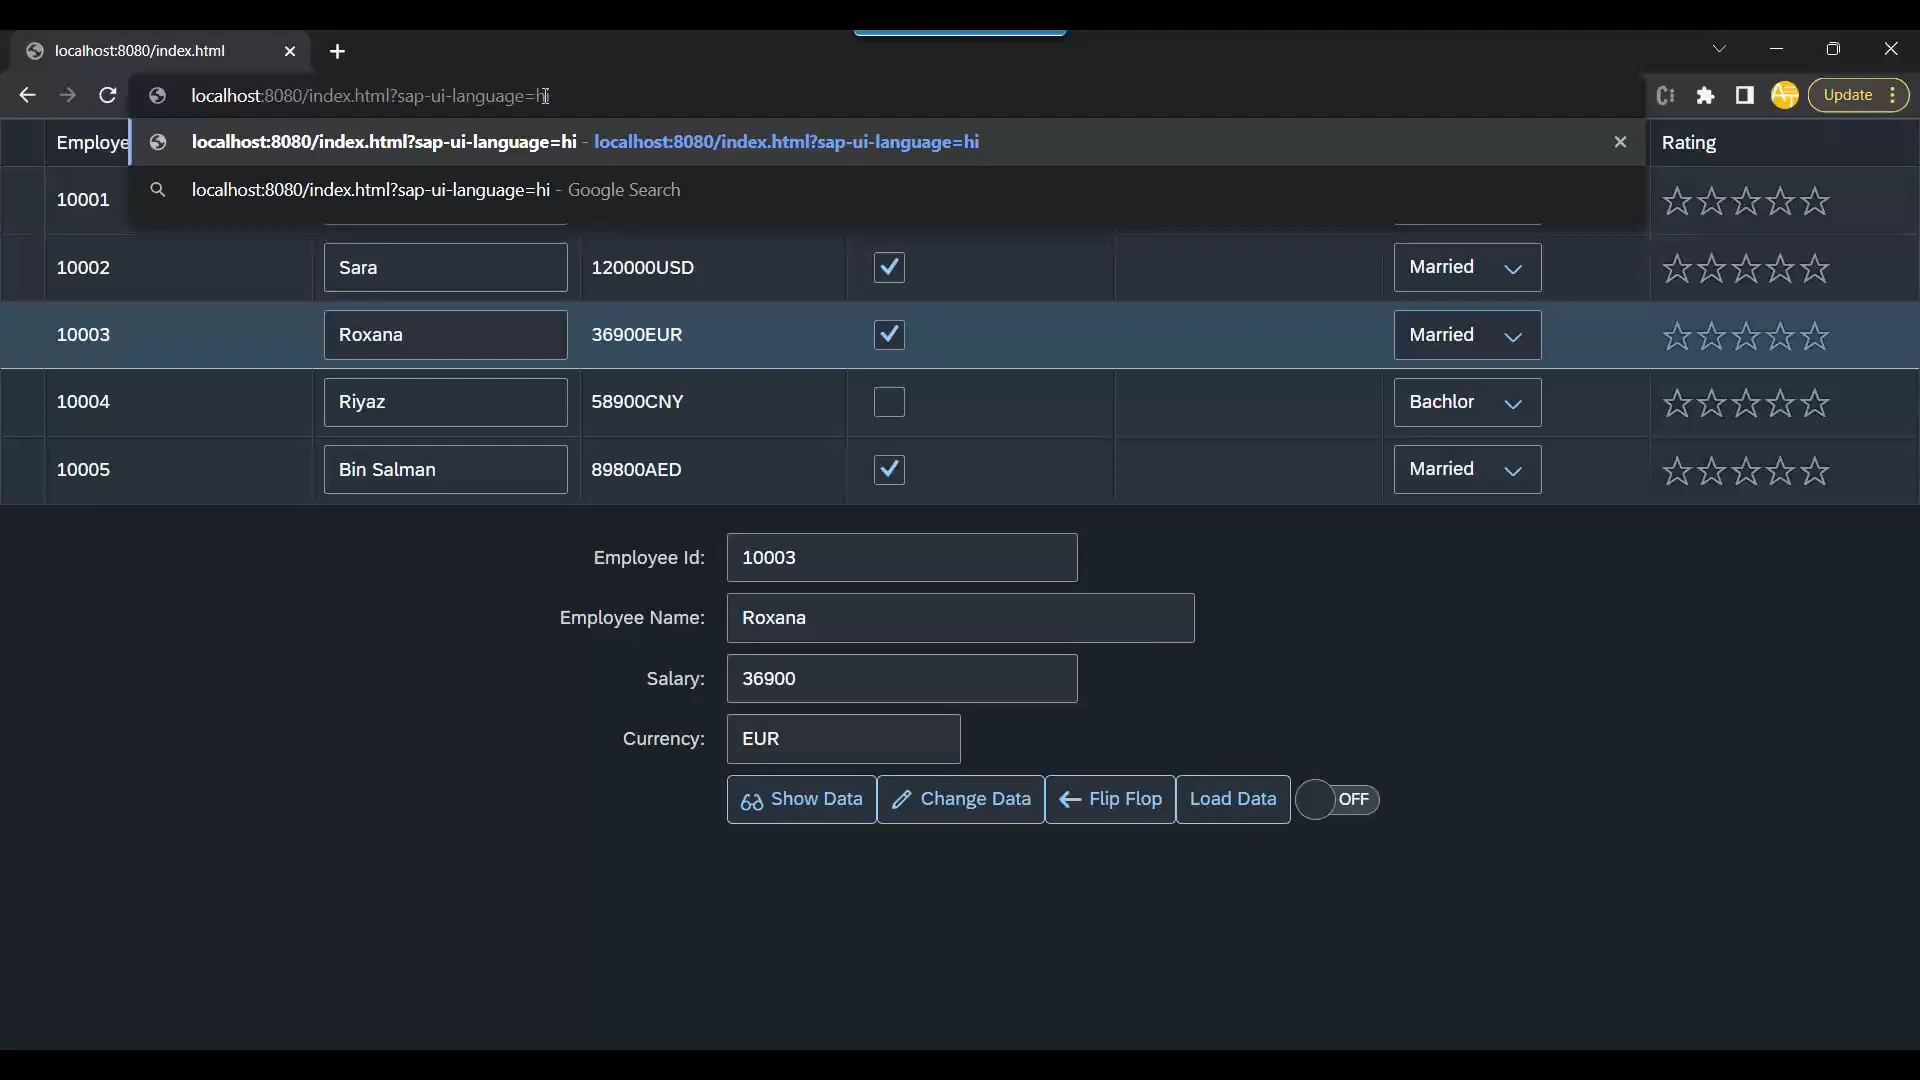 localhost:8080/index.html
localhost:8080/index.html?sap-ui-language=hi
Update
localhost:8080/index.html?sap-ui-language=hi - localhost:8080/index.html?sap-ui-language=hi
localhost:8080/index.html?sap-ui-language=hi - Google Search
Employe
Rating
10001
10002 Sara 120000USD Married
10003 Roxana 36900EUR Married
10004 Riyaz 58900CNY Bachlor
10005 Bin Salman 89800AED Married
Employee Id: 10003
Employee Name: Roxana
Salary: 36900
Currency: EUR
Show Data Change Data Flip Flop Load Data OFF